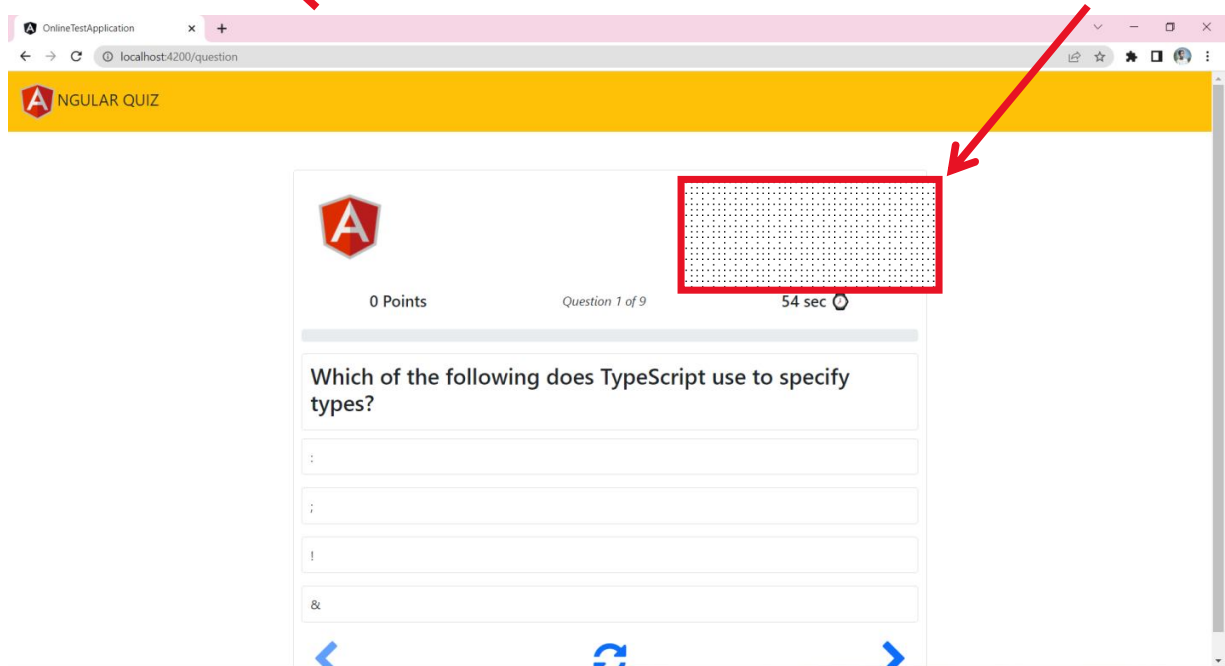 OnlineTestApplication
localhost:4200/question
NGULAR QUIZ
0 Points
Question 1 of 9
54 sec
Which of the following does TypeScript use to specify
types?
:
;
!
&